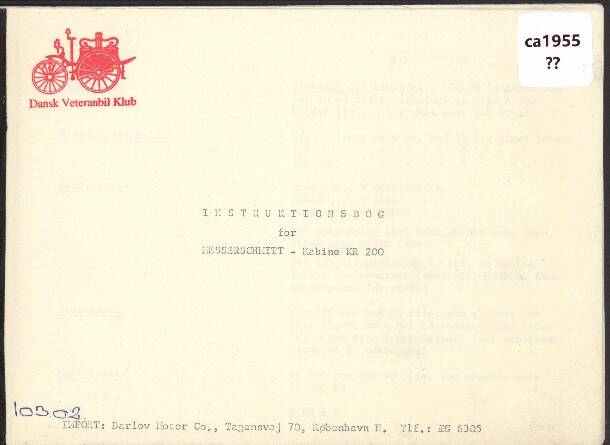 ca1955
??
Dansk Veteranbil Klub
INSTRUKTIONSBOG
for
MESSERSCHMITT - Kabine KR 200
10B.02
IMPORT: Darlov Motor Co., Tagensvej 70, København N. Tlf.: ÆG 6305